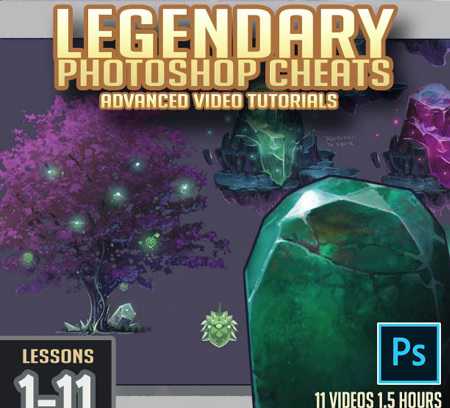 LEGENDARY
PHOTOSHOP CHEATS
ADVANCED VIDEO TUTORIALS
LESSONS
1-11
Ps
11 VIDEOS 1.5 HOURS